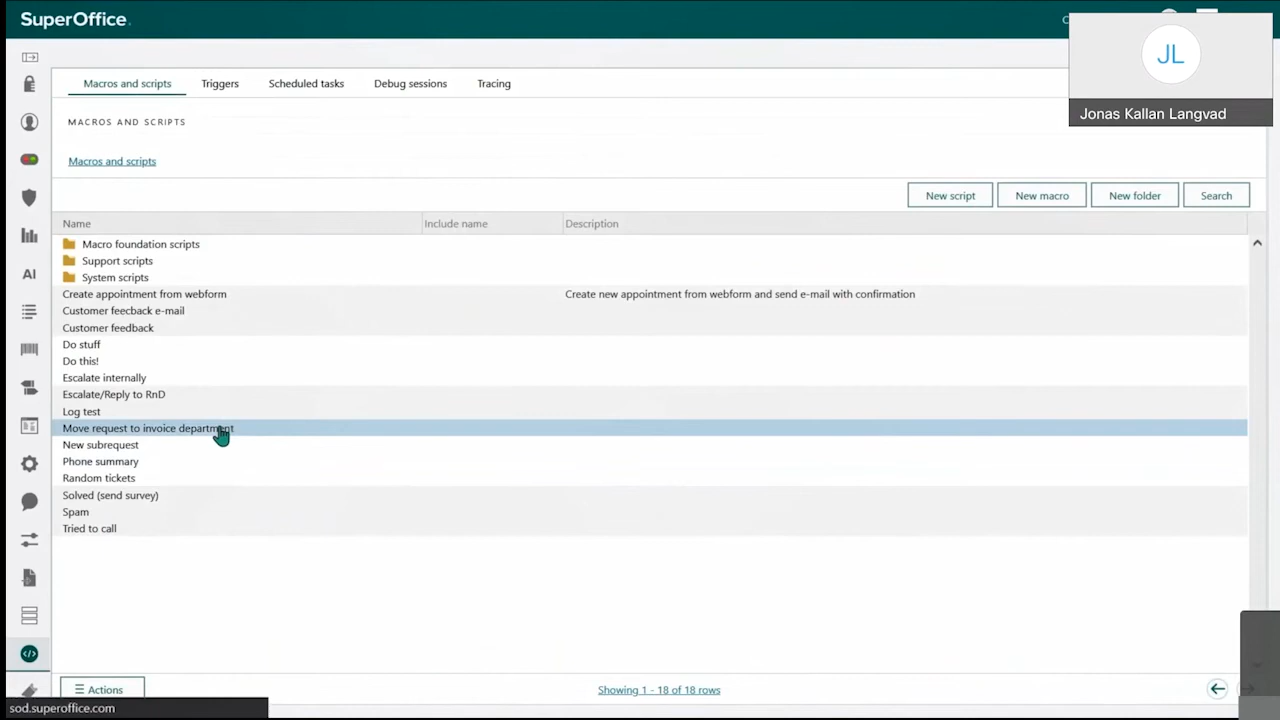 SuperOffice
JL
Jonas Kallan Langvad
Macros and scripts
Triggers
Scheduled tasks
Debug sessions
Tracing
MACROS AND SCRIPTS
Macros and scripts
New script
New macro
New folder
Search
Name
Include name
Description
Macro foundation scripts
Support scripts
System scripts
Create appointment from webform
Create new appointment from webform and send e-mail with confirmation
Customer feecback e-mail
Customer feedback
Do stuff
Do this!
Escalate internally
Escalate/Reply to RnD
Log test
Move request to invoice department
New subrequest
Phone summary
Random tickets
Solved (send survey)
Spam
Tried to call
AI
Actions
Showing 1 - 18 of 18 rows
sod.superoffice.com